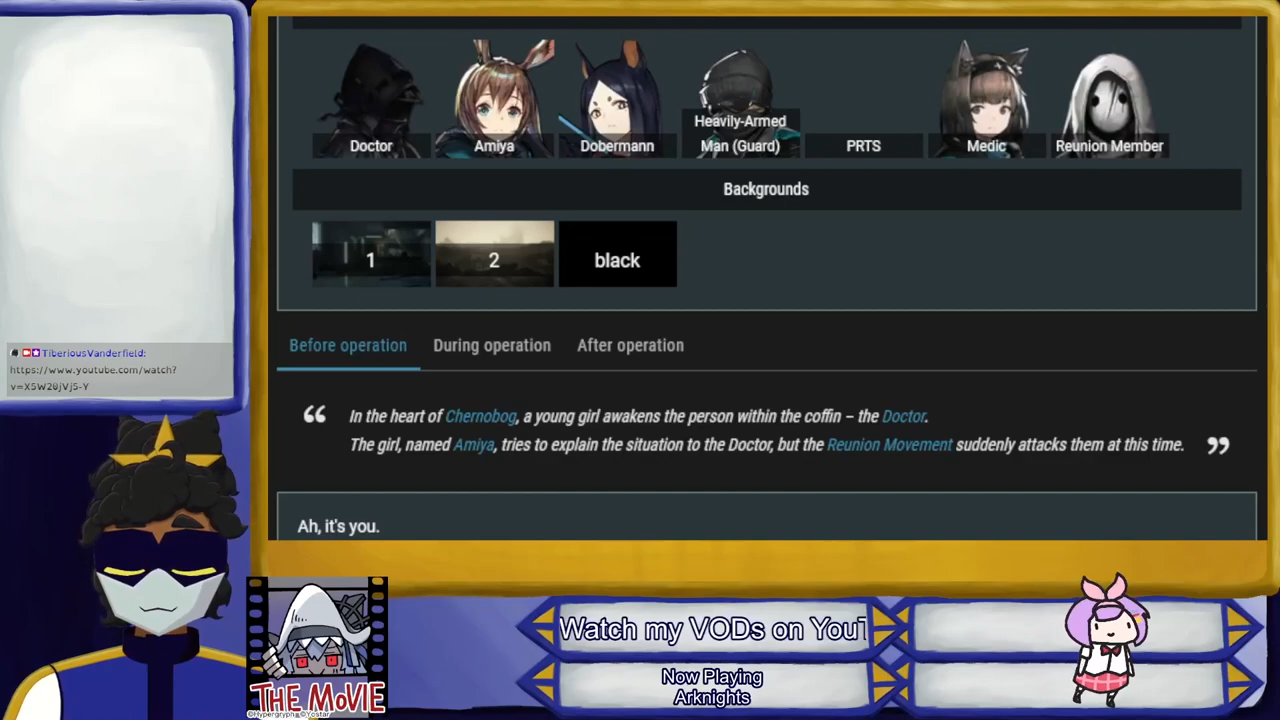 Doctor
Amiya
Dobermann
Heavily-Armed
Man (Guard)
PRTS
Medic
Reunion Member
Backgrounds
1
2
black
Before operation
During operation
After operation
“ In the heart of Chernobog, a young girl awakens the person within the coffin – the Doctor.
The girl, named Amiya, tries to explain the situation to the Doctor, but the Reunion Movement suddenly attacks them at this time. ”
Ah, it's you.
TiberiousVanderfield:
https://www.youtube.com/watch?
v=X5W20jVj5-Y
THE MOVIE
©Hypergryph ©Yostar
Watch my VODs on YouT
Now Playing
Arknights